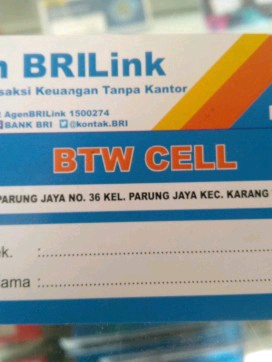 n BRILink
saksi Keuangan Tanpa Kantor
AgenBRILink 1500274
BANK BRI @kontak.BRI
BTW CELL
PARUNG JAYA NO. 36 KEL. PARUNG JAYA KEC. KARANG
k. :
ama :